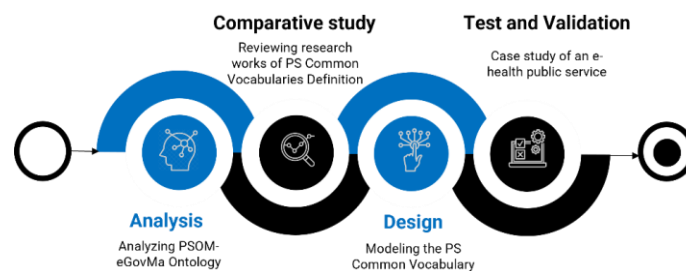 Comparative study
Reviewing research
works of PS Common
Vocabularies Definition
Test and Validation
Case study of an e-
health public service
Analysis
Analyzing PSOM-
eGovMa Ontology
Design
Modeling the PS
Common Vocabulary